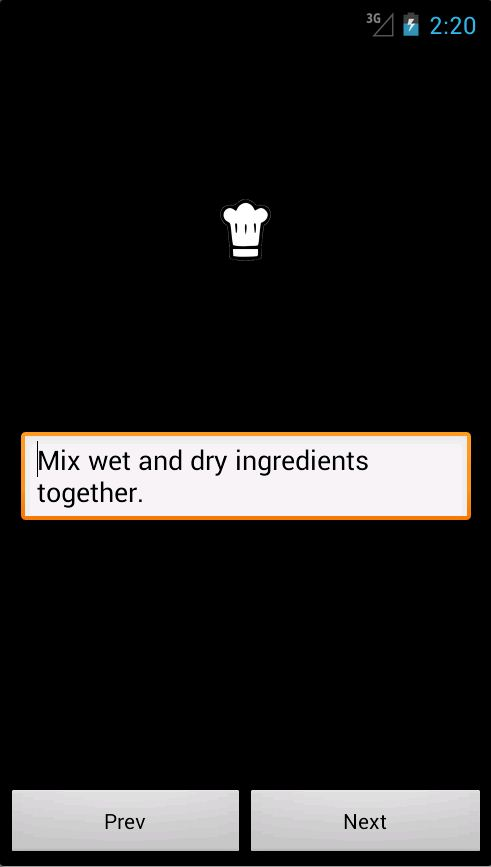 3G 2:20
Mix wet and dry ingredients
together.
Prev Next